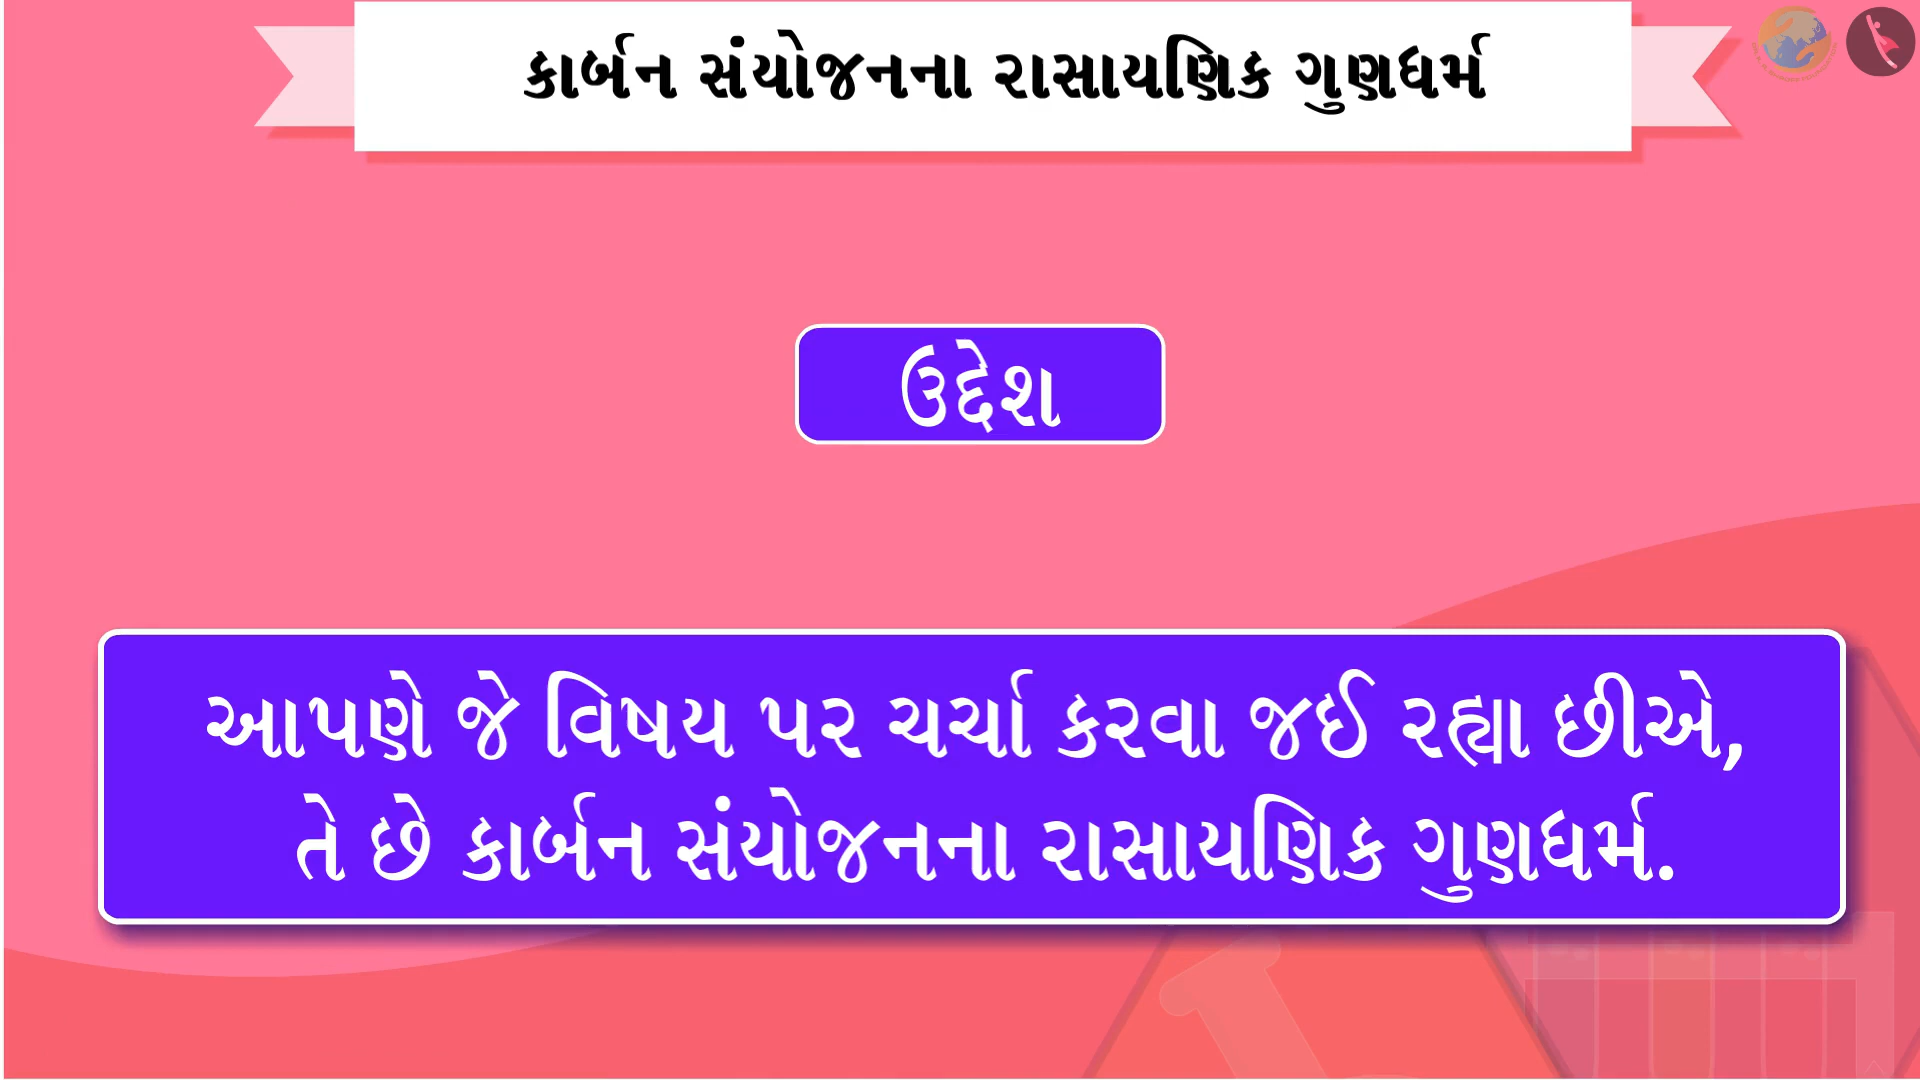 કાર્બન સંયોજનના રાસાયણિક ગુણધર્મ
ઉદ્દેશ
આપણે જે વિષય પર ચર્ચા કરવા જઈ રહ્યા છીએ,
તે છે કાર્બન સંયોજનના રાસાયણિક ગુણધર્મ.